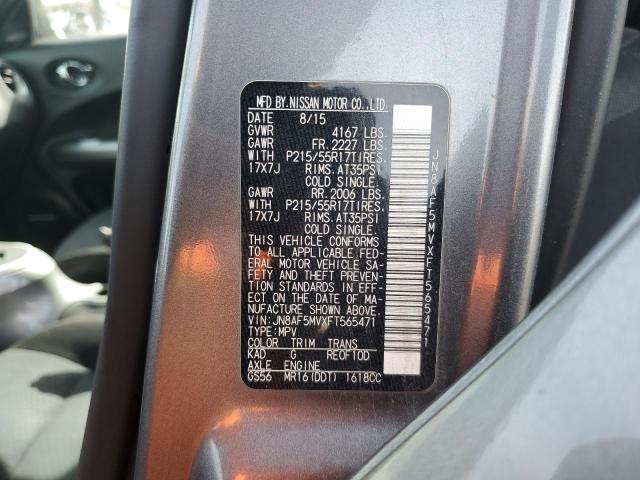 MFD BY. NISSAN MOTOR CO., LTD.
DATE 8/15
GVWR 4167 LBS.
GAWR FR. 2227 LBS.
WITH P215/55R17TIRES.
17X7J RIMS. AT35PSI
COLD SINGLE.
GAWR RR. 2006 LBS.
WITH P215/55R17TIRES.
17X7J RIMS. AT35PSI
COLD SINGLE.
THIS VEHICLE CONFORMS
TO ALL APPLICABLE FED-
ERAL MOTOR VEHICLE SA-
FETY AND THEFT PREVEN-
TION STANDARDS IN EFF-
ECT ON THE DATE OF MA-
NUFACTURE SHOWN ABOVE.
VIN: JN8AF5MVXFT565471
TYPE: MPV
COLOR TRIM TRANS
KAD G RE0F10D
AXLE ENGINE
GS56 MR16(DDT) 1618CC
JN8AF5MVXFT565471